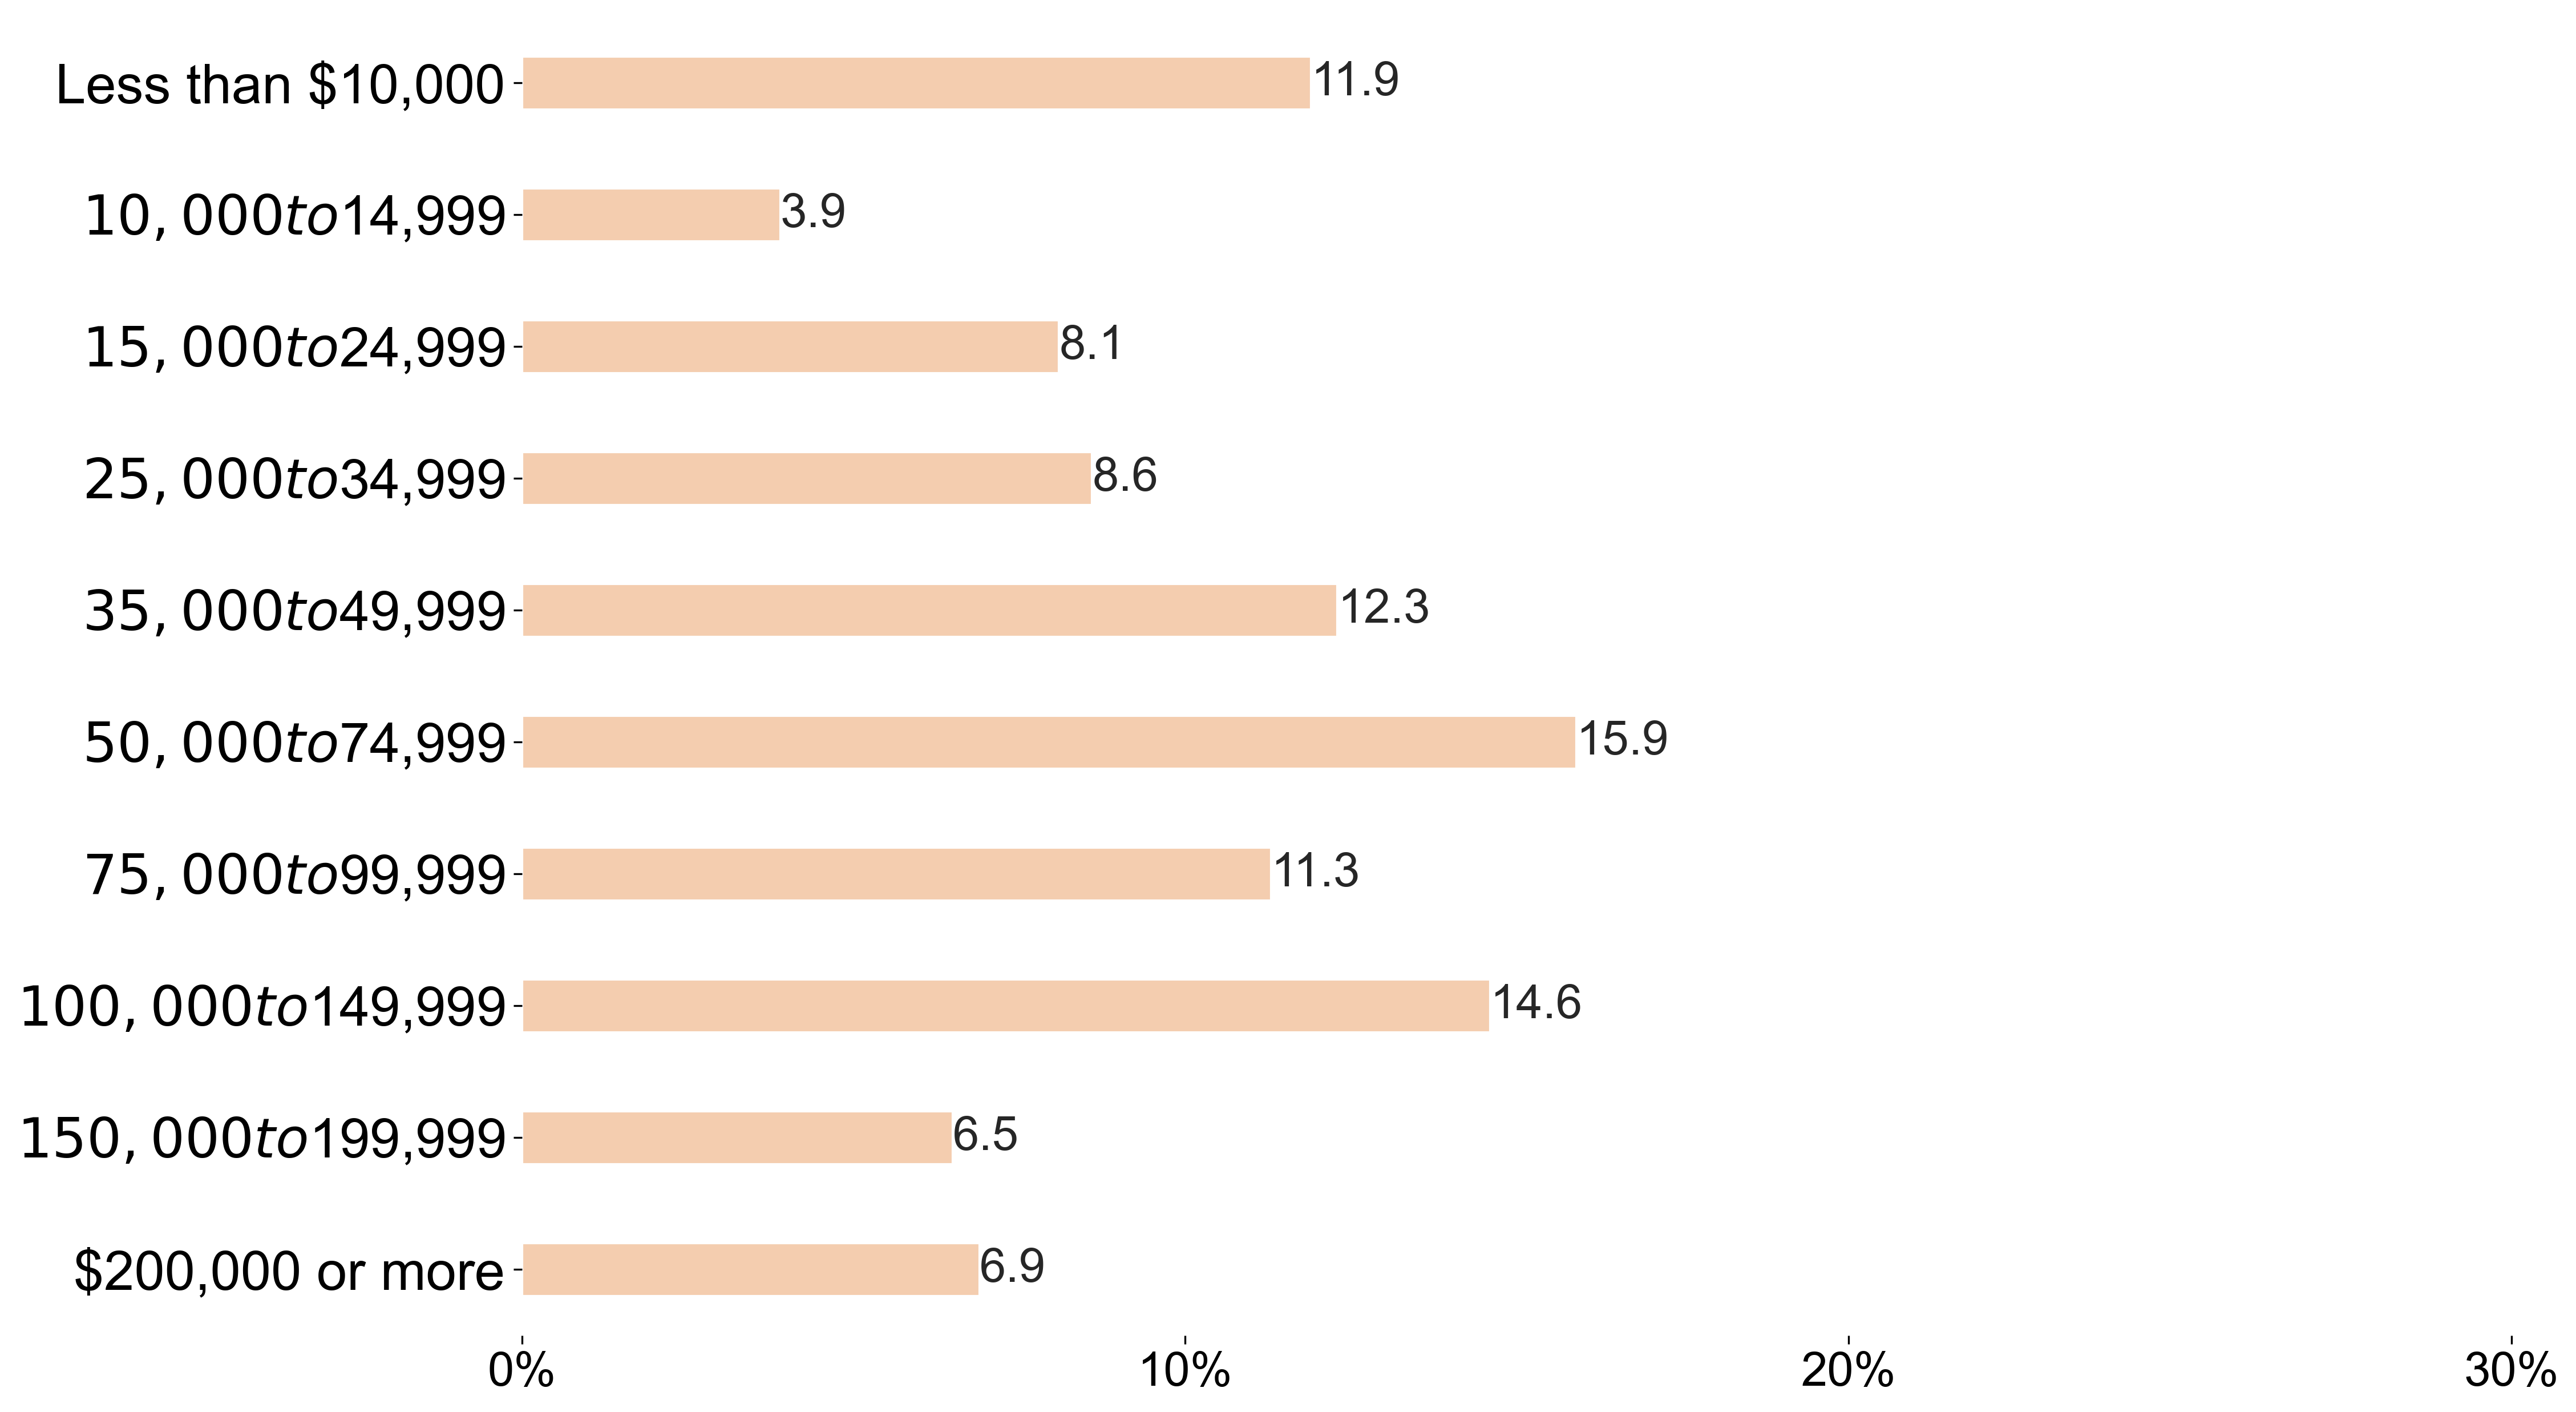 Less than $10,000 11.9
10,000to14,999 3.9
15,000to24,999 8.1
25,000to34,999 8.6
35,000to49,999 12.3
50,000to74,999 15.9
75,000to99,999 11.3
100,000to149,999 14.6
150,000to199,999 6.5
$200,000 or more 6.9
0% 10% 20% 30%